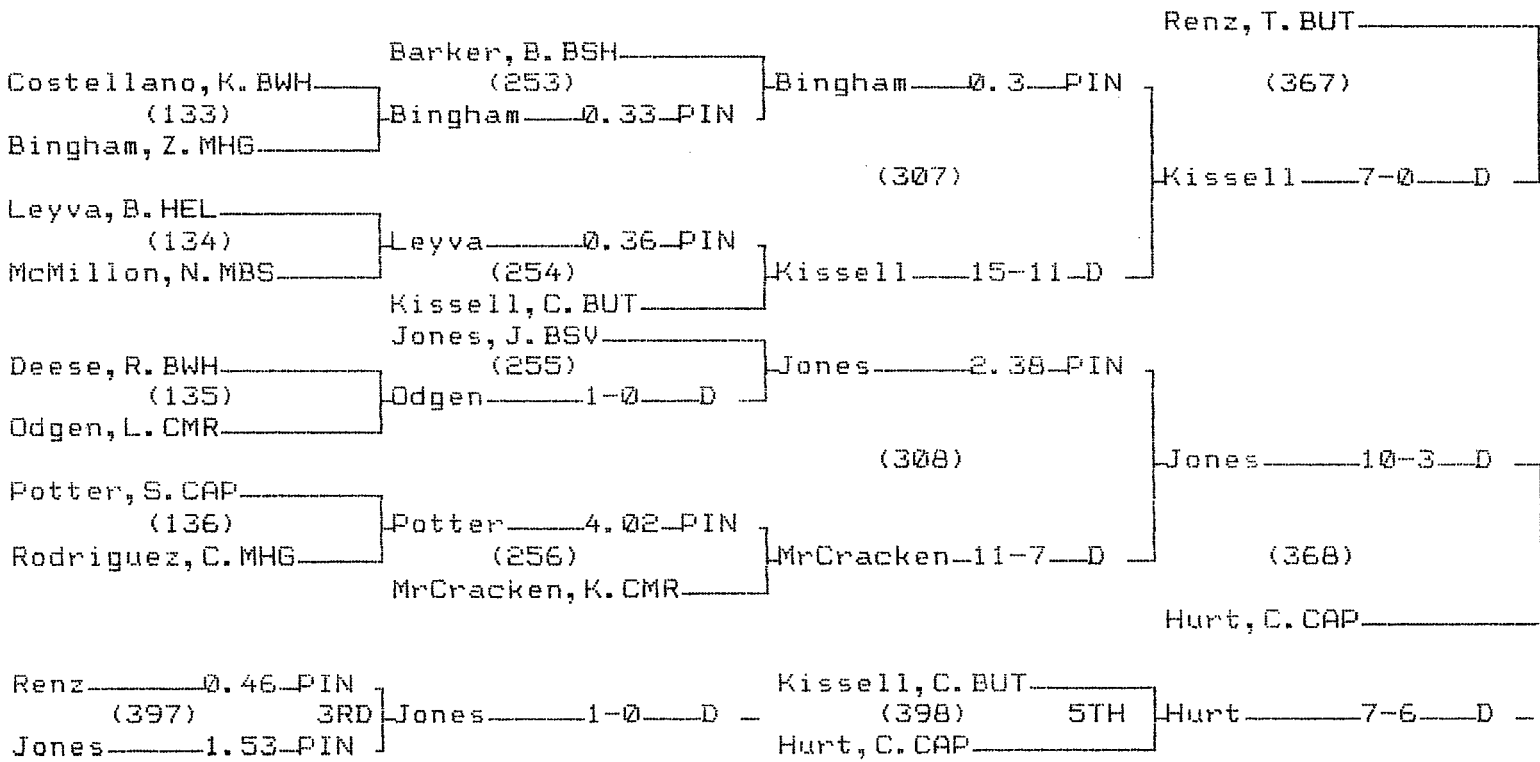 Renz, T. BUT
Barker, B. BSH
Costellano, K. BWH (253) Bingham 0.3 PIN (367)
(133) Bingham 0.33 PIN
Bingham, Z. MHG
(307) Kissell 7-0 D
Leyva, B. HEL
(134) Leyva 0.36 PIN
McMillon, N. MBS (254) Kissell 15-11 D
Kissell, C. BUT
Jones, J. BSV
Deese, R. BWH (255) Jones 2.38 PIN
(135) Odgen 1-0 D
Odgen, L. CMR
(308) Jones 10-3 D
Potter, S. CAP
(136) Potter 4.02 PIN
Rodriguez, C. MHG (256) MrCracken 11-7 D (368)
MrCracken, K. CMR
Hurt, C. CAP
Renz 0.46 PIN Kissell, C. BUT
(397) 3RD Jones 1-0 D (398) 5TH Hurt 7-6 D
Jones 1.53 PIN Hurt, C. CAP